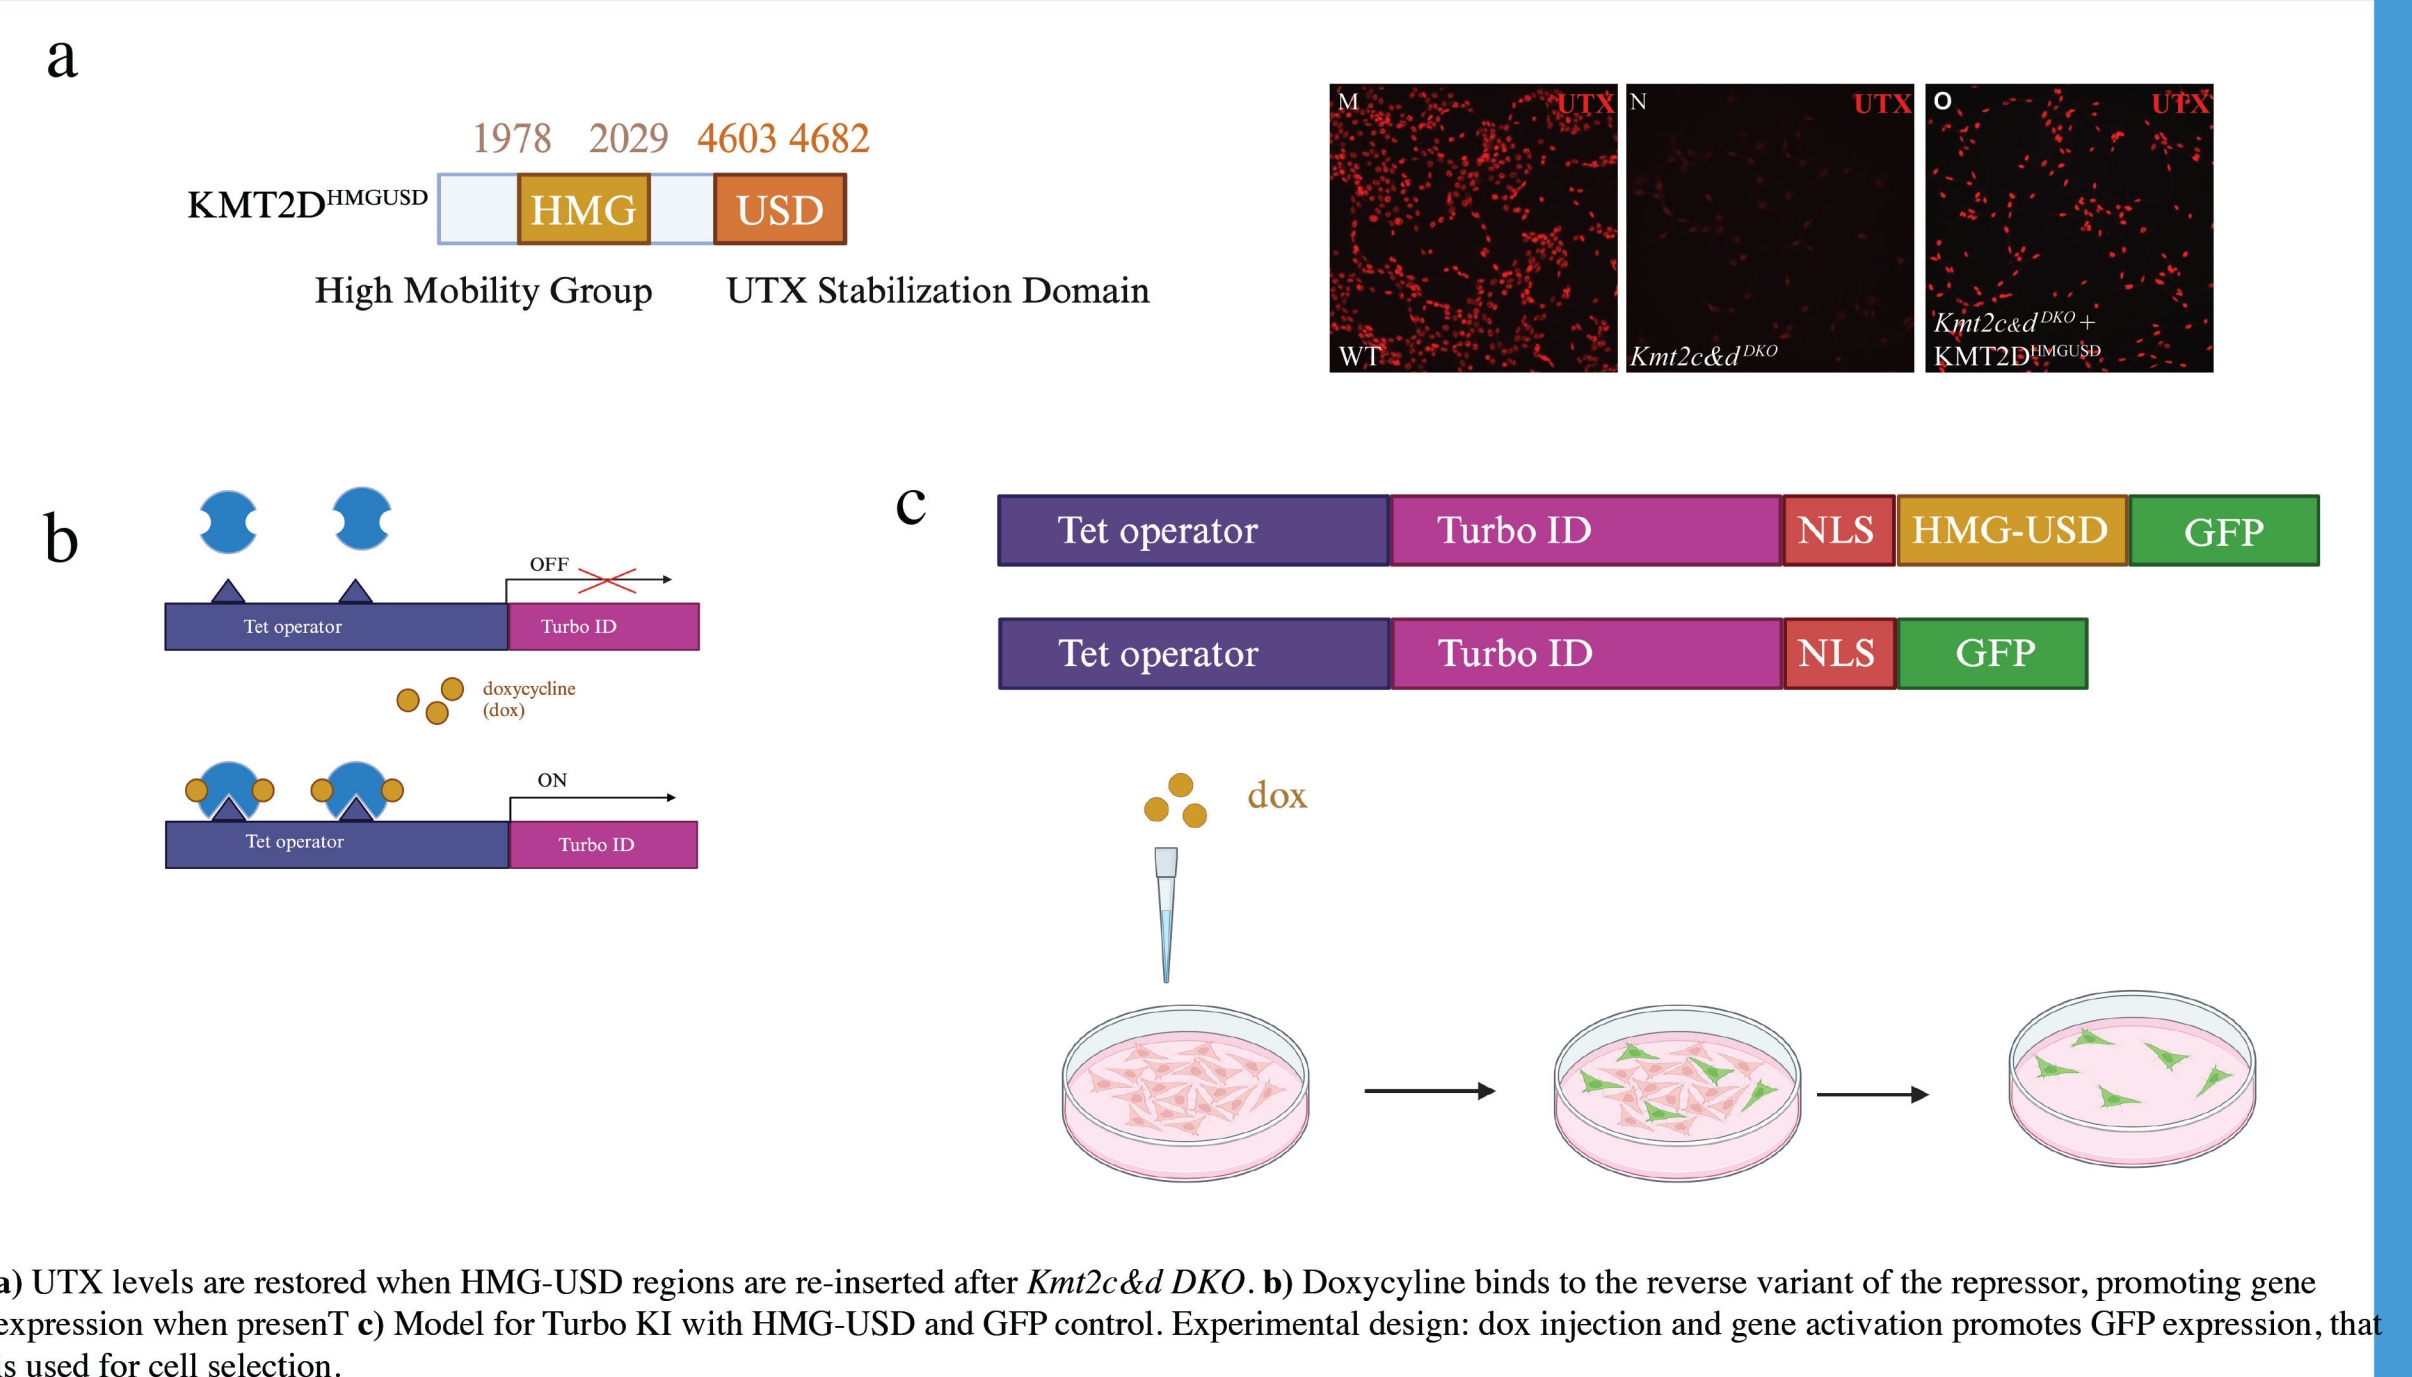 a
1978 2029 4603 4682
KMT2DHMGUSD
HMG
USD
High Mobility Group
UTX Stabilization Domain
M
UTX
WT
N
UTX
Kmt2c&d DKO
O
UTX
Kmt2c&d DKO +
KMT2DHMGUSD
b
OFF
Tet operator
Turbo ID
doxycycline
(dox)
ON
Tet operator
Turbo ID
c
Tet operator
Turbo ID
NLS
HMG-USD
GFP
Tet operator
Turbo ID
NLS
GFP
dox
a) UTX levels are restored when HMG-USD regions are re-inserted after Kmt2c&d DKO. b) Doxycyline binds to the reverse variant of the repressor, promoting gene
expression when presenT c) Model for Turbo KI with HMG-USD and GFP control. Experimental design: dox injection and gene activation promotes GFP expression, that
is used for cell selection.